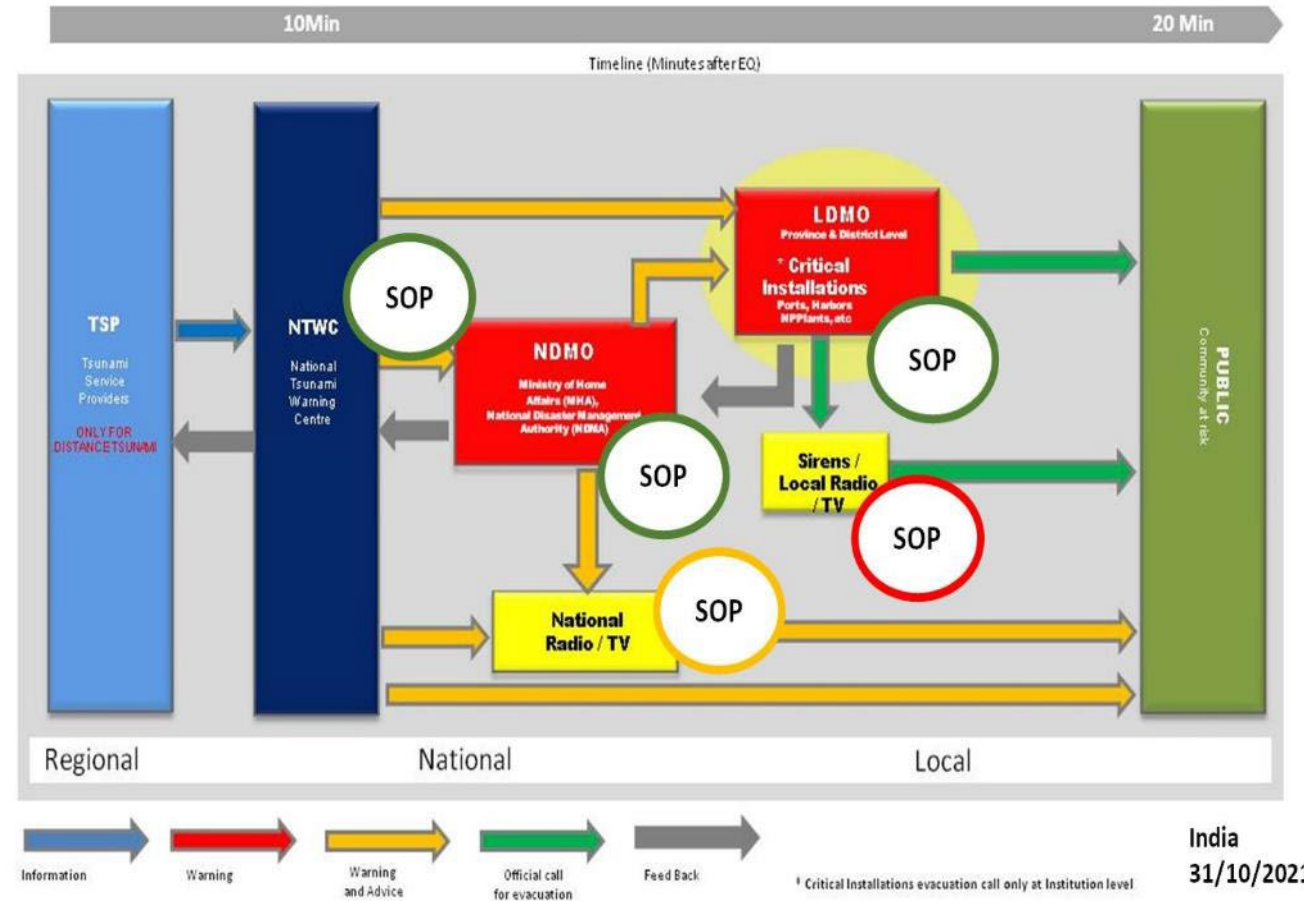 10Min
20 Min
Timeline (Minutes after EQ)
TSP
Tsunami
Service
Providers
ONLY FOR
DISTANCETSUNAMI
NTWC
National
Tsunami
Warning
Centre
SOP
NDMO
Ministry of Home
Affairs (MHA),
National Disaster Management
Authority (NDMA)
SOP
LDMO
Province & District Level
* Critical
Installations
Ports, Harbors
NPPlants, etc
SOP
Sirens /
Local Radio
/ TV
SOP
National
Radio / TV
SOP
PUBLIC
Community at risk
Regional
National
Local
Information
Warning
Warning
and Advice
Official call
for evacuation
Feed Back
* Critical Installations evacuation call only at Institution level
India
31/10/2021